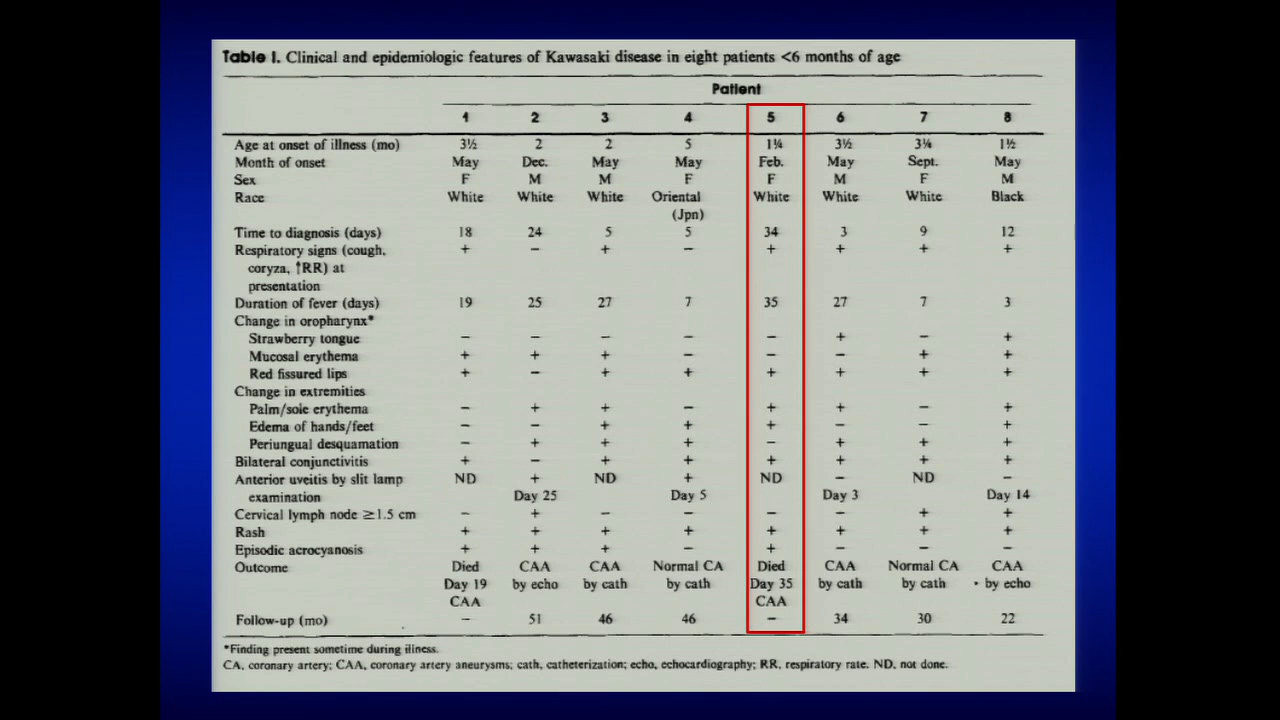 Table I. Clinical and epidemiologic features of Kawasaki disease in eight patients <6 months of age
Patient
1 2 3 4 5 6 7 8
Age at onset of illness (mo) 3½ 2 2 5 1¼ 3½ 3¼ 1½
Month of onset May Dec. May May Feb. May Sept. May
Sex F M M F F M F M
Race White White White Oriental White White White Black
(Jpn)
Time to diagnosis (days) 18 24 5 5 34 3 9 12
Respiratory signs (cough, + − + − + + + +
coryza, ↑RR) at
presentation
Duration of fever (days) 19 25 27 7 35 27 7 3
Change in oropharynx*
Strawberry tongue − − − − − + − +
Mucosal erythema + + + − − − + +
Red fissured lips + − + + + + + +
Change in extremities
Palm/sole erythema − + + − + + − +
Edema of hands/feet − − + + + − − +
Periungual desquamation − + + + − + + +
Bilateral conjunctivitis + − + + + + + +
Anterior uveitis by slit lamp ND + ND + ND − ND −
examination Day 25 Day 5 Day 3 Day 14
Cervical lymph node ≥1.5 cm − + − − − − + +
Rash + + + + + + + +
Episodic acrocyanosis + + + − + − − −
Outcome Died CAA CAA Normal CA Died CAA Normal CA CAA
Day 19 by echo by cath by cath Day 35 by cath by cath by echo
CAA CAA
Follow-up (mo) − 51 46 46 − 34 30 22
*Finding present sometime during illness.
CA, coronary artery; CAA, coronary artery aneurysms; cath, catheterization; echo, echocardiography; RR, respiratory rate. ND, not done.